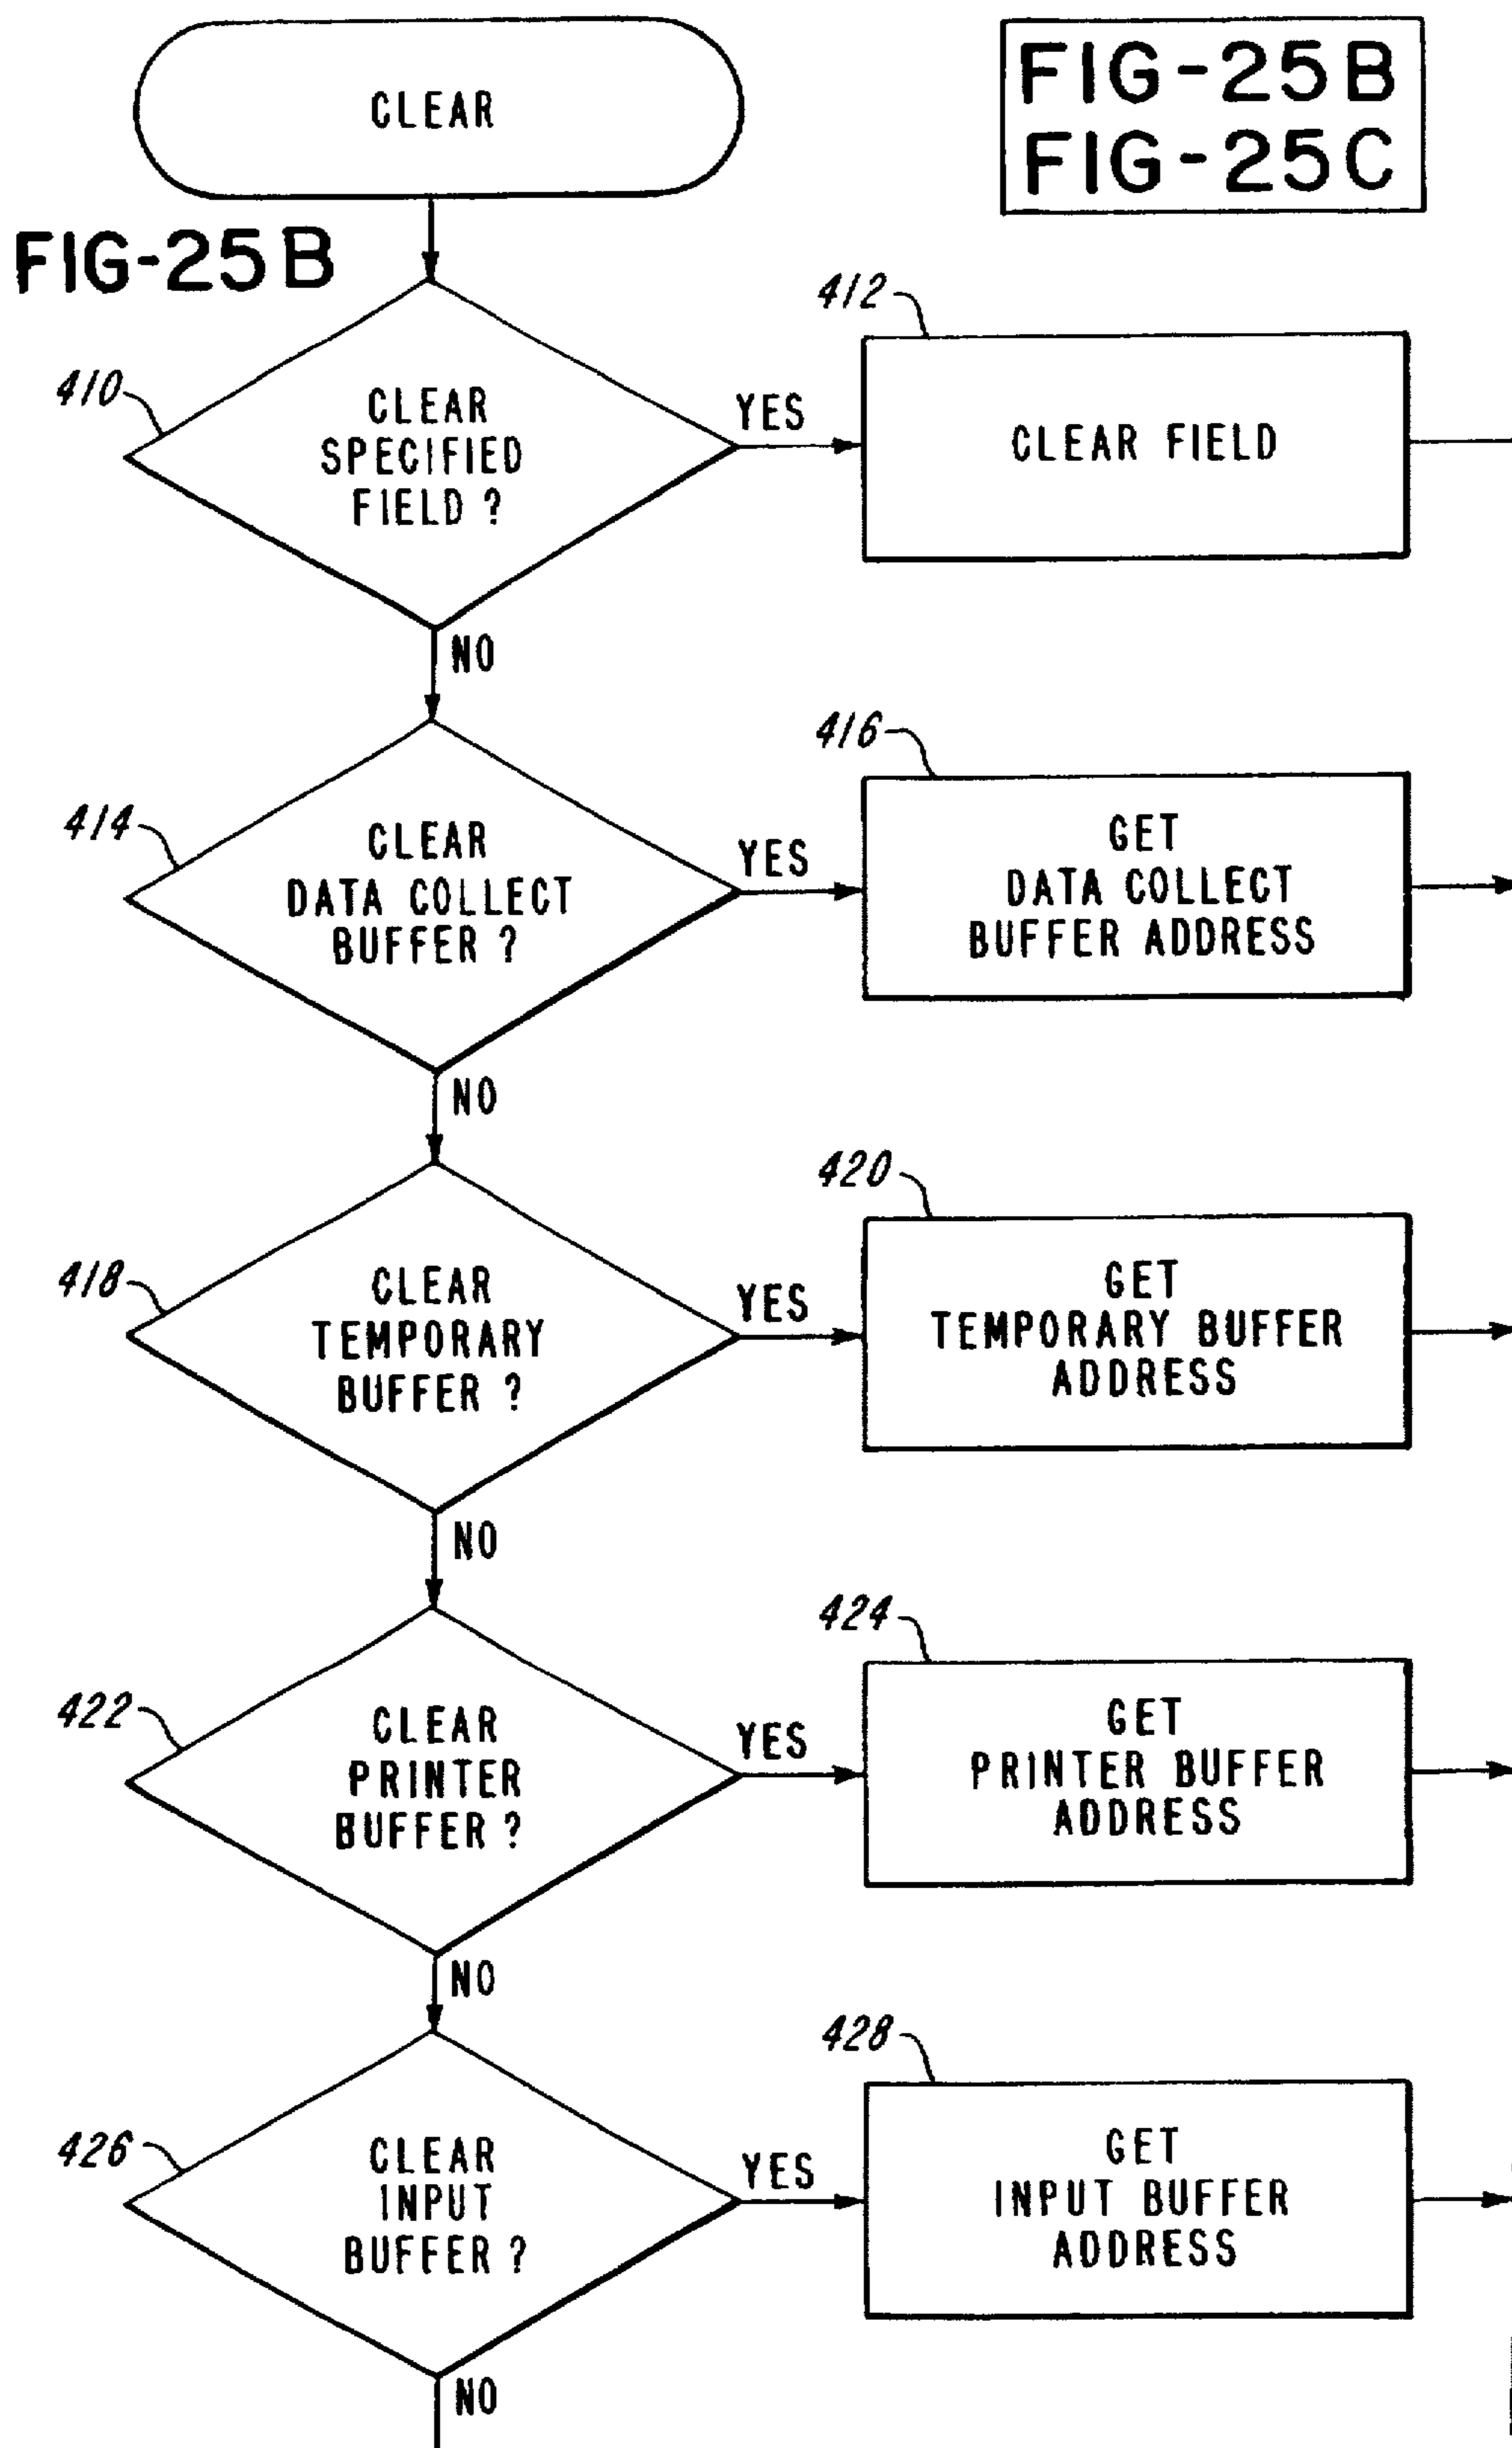 CLEAR
FIG-25B
FIG-25C
FIG-25B
410
CLEAR
SPECIFIED
FIELD ?
YES
412
CLEAR FIELD
NO
414
CLEAR
DATA COLLECT
BUFFER ?
YES
416
GET
DATA COLLECT
BUFFER ADDRESS
NO
418
CLEAR
TEMPORARY
BUFFER ?
YES
420
GET
TEMPORARY BUFFER
ADDRESS
NO
422
CLEAR
PRINTER
BUFFER ?
YES
424
GET
PRINTER BUFFER
ADDRESS
NO
426
CLEAR
INPUT
BUFFER ?
YES
428
GET
INPUT BUFFER
ADDRESS
NO